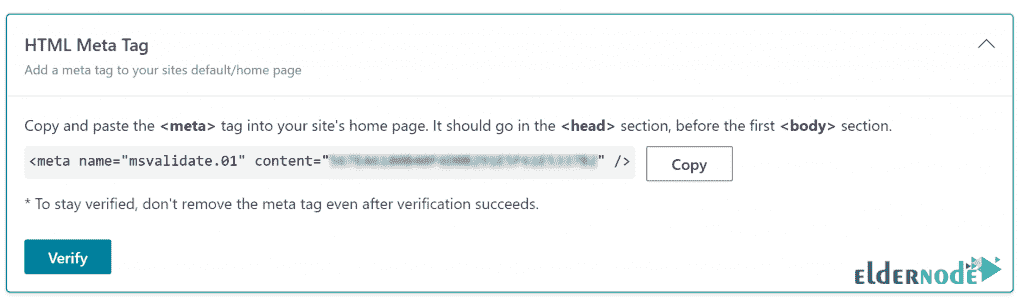 HTML Meta Tag
Add a meta tag to your sites default/home page
Copy and paste the <meta> tag into your site's home page. It should go in the <head> section, before the first <body> section.
<meta name="msvalidate.01" content="" />
Copy
* To stay verified, don't remove the meta tag even after verification succeeds.
Verify
ELDERNODE